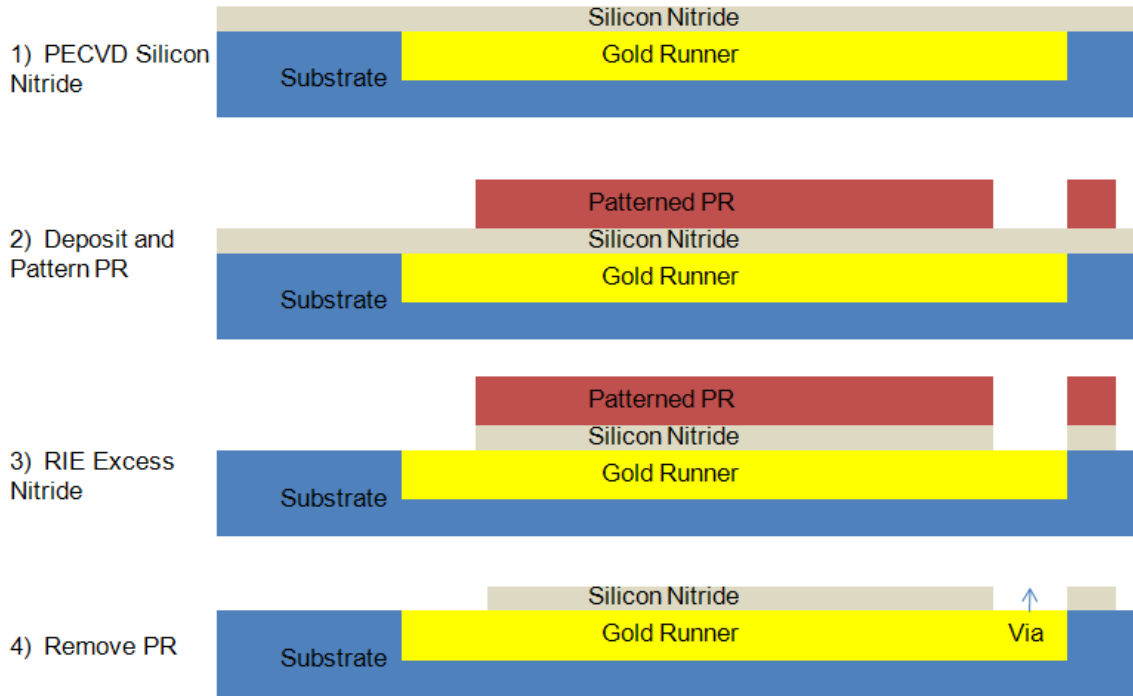 Silicon Nitride
1) PECVD Silicon
Nitride
Gold Runner
Substrate
Patterned PR
2) Deposit and
Pattern PR
Silicon Nitride
Gold Runner
Substrate
Patterned PR
Silicon Nitride
3) RIE Excess
Nitride
Gold Runner
Substrate
Silicon Nitride
4) Remove PR
Gold Runner
Via
Substrate